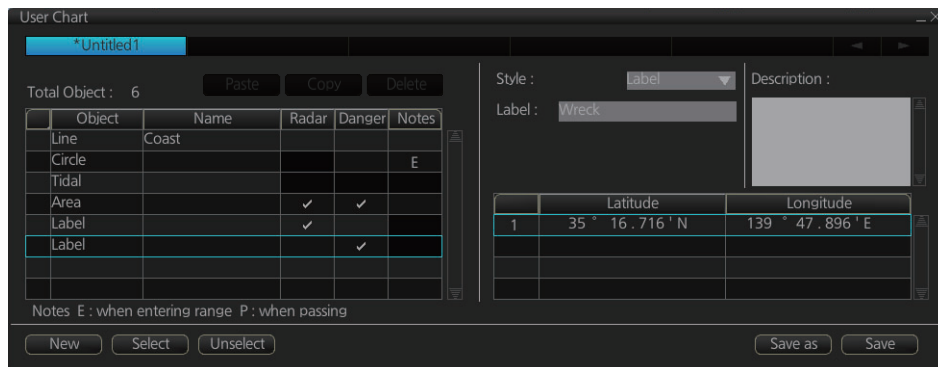 User Chart
*Untitled1
Total Object : 6
Paste Copy Delete
Object Name Radar Danger Notes
Line Coast
Circle E
Tidal
Area ✓ ✓
Label ✓
Label ✓
Notes E : when entering range P : when passing
Style : Label
Label : Wreck
Description :
Latitude Longitude
1 35 ° 16 . 716 ' N 139 ° 47 . 896 ' E
New Select Unselect
Save as Save